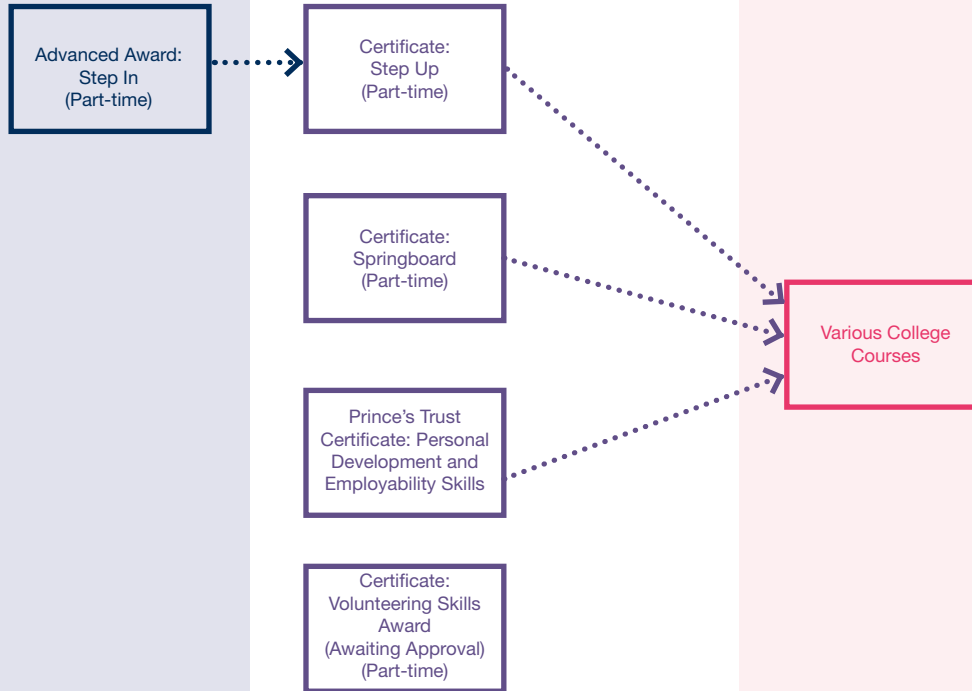 Advanced Award:
Step In
(Part-time)
Certificate:
Step Up
(Part-time)
Certificate:
Springboard
(Part-time)
Various College
Courses
Prince’s Trust
Certificate: Personal
Development and
Employability Skills
Certificate:
Volunteering Skills
Award
(Awaiting Approval)
(Part-time)